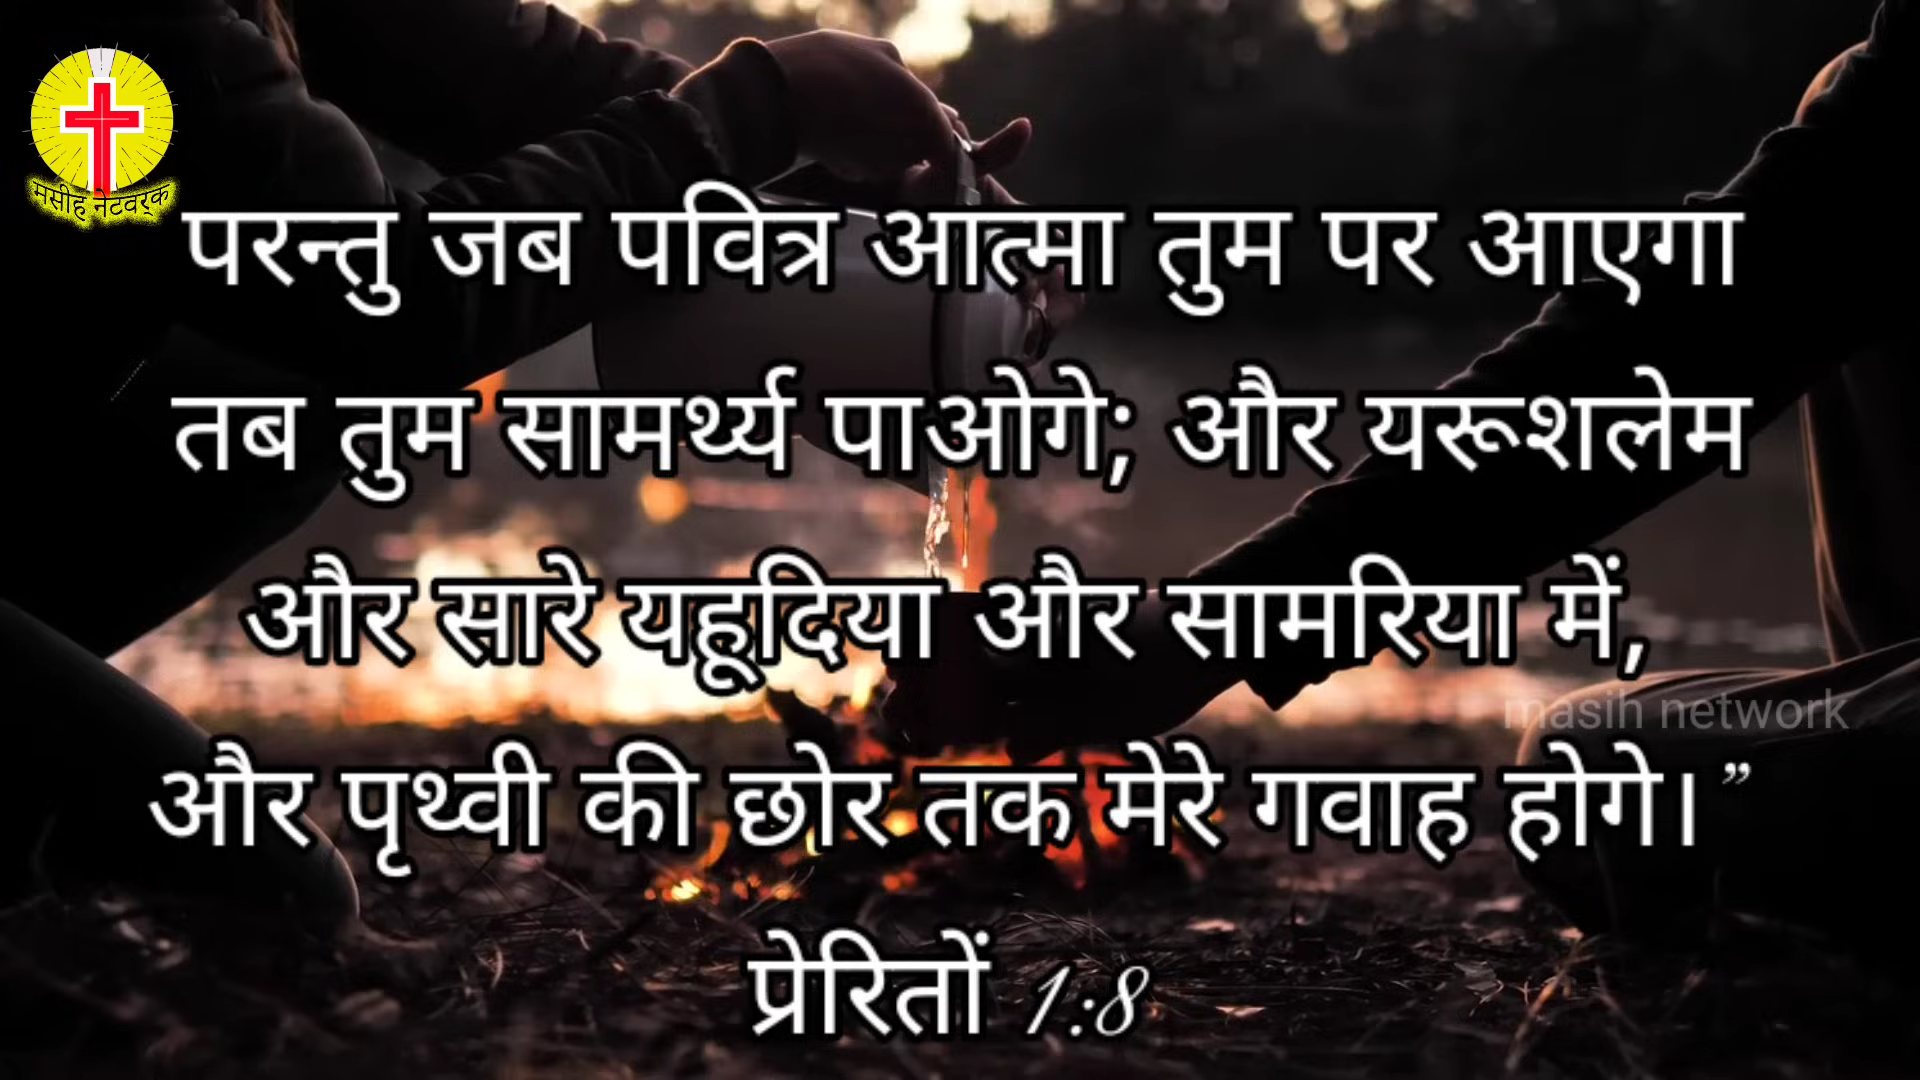 मसीह नेटवर्क
परन्तु जब पवित्र आत्मा तुम पर आएगा
तब तुम सामर्थ्य पाओगे; और यरूशलेम
और सारे यहूदिया और सामरिया में,
masih network
और पृथ्वी की छोर तक मेरे गवाह होगे।”
प्रेरितों 1:8